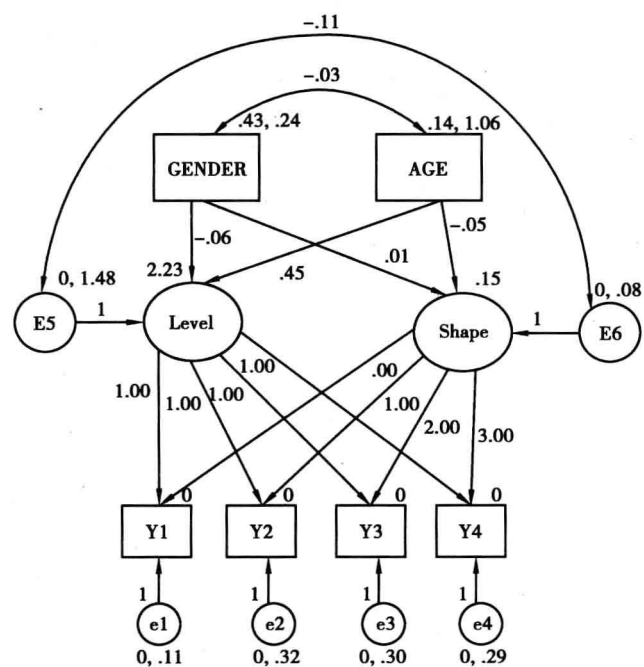 -.11
-.03
.43, .24
.14, 1.06
GENDER
AGE
-.06
-.05
2.23
.45
.01
.15
0, 1.48
0, .08
E5
1
Level
Shape
1
E6
1.00
1.00
1.00
1.00
.00
1.00
2.00
3.00
0
0
0
0
Y1
Y2
Y3
Y4
1
1
1
1
e1
e2
e3
e4
0, .11
0, .32
0, .30
0, .29